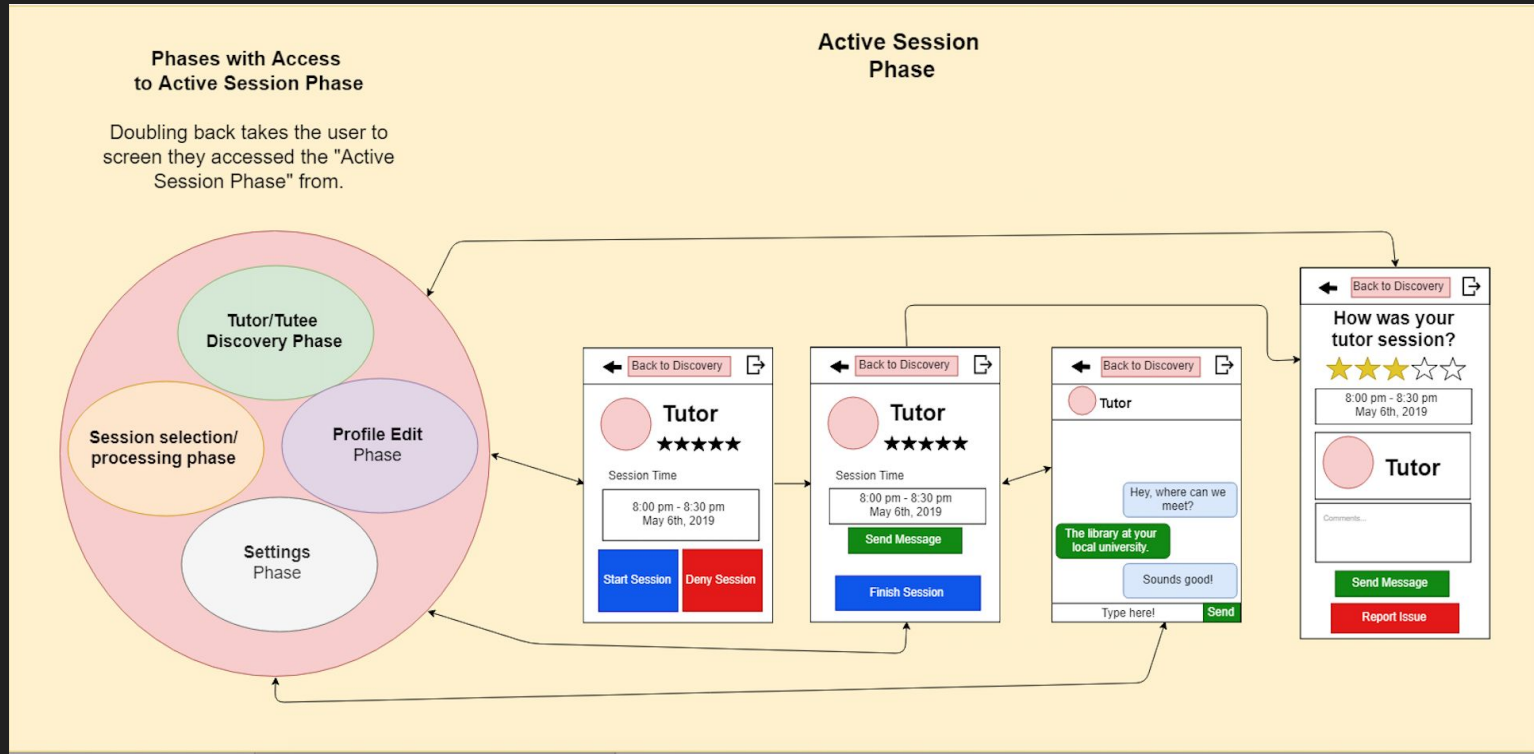 Phases with Access
to Active Session Phase
Doubling back takes the user to
screen they accessed the "Active
Session Phase" from.
Active Session
Phase
Tutor/Tutee
Discovery Phase
Session selection/
processing phase
Profile Edit
Phase
Settings
Phase
Back to Discovery
Tutor
Session Time
8:00 pm - 8:30 pm
May 6th, 2019
Start Session
Deny Session
Back to Discovery
Tutor
Session Time
8:00 pm - 8:30 pm
May 6th, 2019
Send Message
Finish Session
Back to Discovery
Tutor
Hey, where can we
meet?
The library at your
local university.
Sounds good!
Type here!
Send
Back to Discovery
How was your
tutor session?
8:00 pm - 8:30 pm
May 6th, 2019
Tutor
Comments...
Send Message
Report Issue